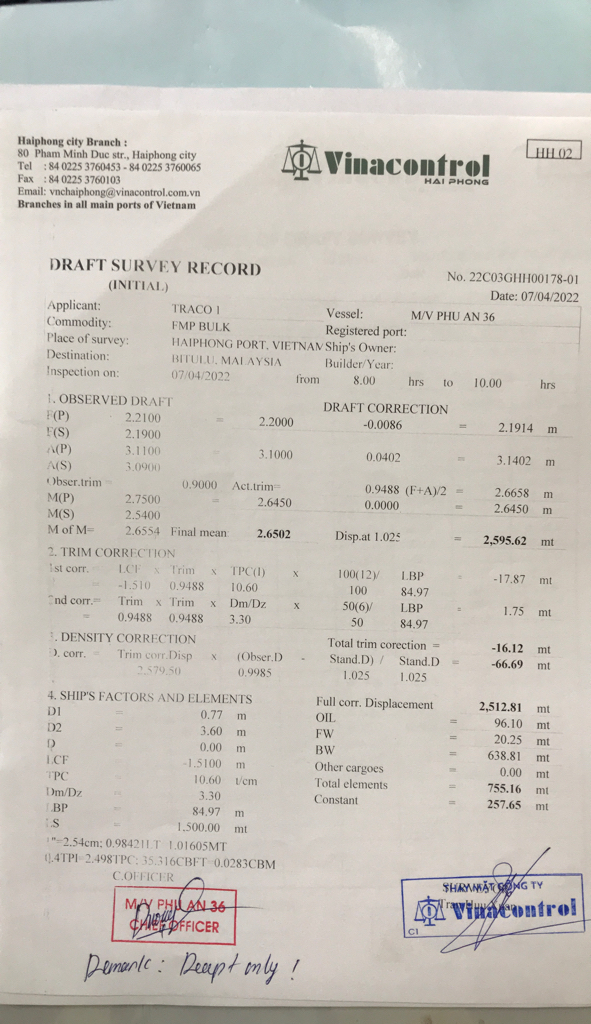 Haiphong city Branch :
80 Pham Minh Duc str., Haiphong city
Tel : 84 0225 3760453 - 84 0225 3760065
Fax : 84 0225 3760103
Email: vnchaiphong@vinacontrol.com.vn
Branches in all main ports of Vietnam
Vinacontrol
HAI PHONG
HH 02
DRAFT SURVEY RECORD
(INITIAL)
No. 22C03GHH00178-01
Date: 07/04/2022
Applicant: TRACO 1 Vessel: M/V PHU AN 36
Commodity: FMP BULK Registered port:
Place of survey: HAIPHONG PORT, VIETNAM Ship's Owner:
Destination: BITULU, MALAYSIA Builder/Year:
Inspection on: 07/04/2022 from 8.00 hrs to 10.00 hrs
1. OBSERVED DRAFT DRAFT CORRECTION
F(P) 2.2100 = 2.2000 -0.0086 = 2.1914 m
F(S) 2.1900
A(P) 3.1100 3.1000 0.0402 = 3.1402 m
A(S) 3.0900
Obser.trim = 0.9000 Act.trim= 0.9488 (F+A)/2 = 2.6658 m
M(P) 2.7500 = 2.6450 0.0000 = 2.6450 m
M(S) 2.5400
M of M= 2.6554 Final mean 2.6502 Disp.at 1.025 = 2,595.62 mt
2. TRIM CORRECTION
1st corr. LCF x Trim x TPC(1) x 100(12)/ LBP = -17.87 mt
= -1.510 0.9488 10.60 100 84.97
2nd corr.= Trim x Trim x Dm/Dz x 50(6)/ LBP = 1.75 mt
= 0.9488 0.9488 3.30 50 84.97
3. DENSITY CORRECTION Total trim corection = -16.12 mt
D. corr. = Trim corr.Disp x (Obser.D - Stand.D) / Stand.D = -66.69 mt
2,579.50 0.9985 1.025 1.025
4. SHIP'S FACTORS AND ELEMENTS Full corr. Displacement 2,512.81 mt
D1 = 0.77 m OIL = 96.10 mt
D2 = 3.60 m FW = 20.25 mt
D = 0.00 m BW = 638.81 mt
LCF = -1.5100 m Other cargoes = 0.00 mt
TPC = 10.60 t/cm Total elements = 755.16 mt
Dm/Dz = 3.30 Constant = 257.65 mt
LBP = 84.97 m
LS = 1,500.00 mt
1"=2.54cm; 0.9842LLT 1.01605MT
0.4TPI=2.498TPC; 35.316CBFT 0.0283CBM
C.OFFICER
M/V PHU AN 36
CHIEF OFFICER
THAY MẶT CÔNG TY
Vinacontrol
C1
Remark: Receipt only !